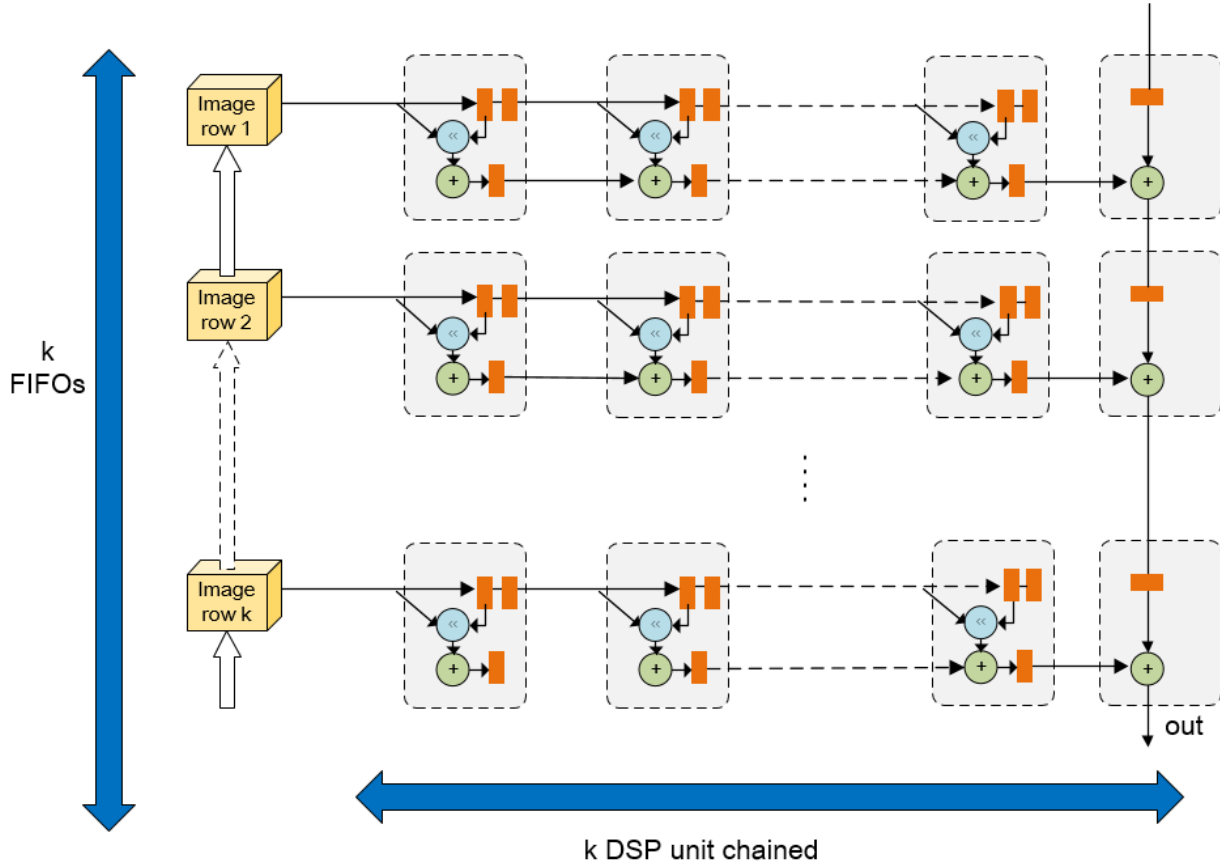 Image
row 1
«
«
«
+
+
+
+
Image
row 2
«
«
«
+
+
+
+
k
FIFOs
Image
row k
«
«
«
+
+
+
+
out
k DSP unit chained